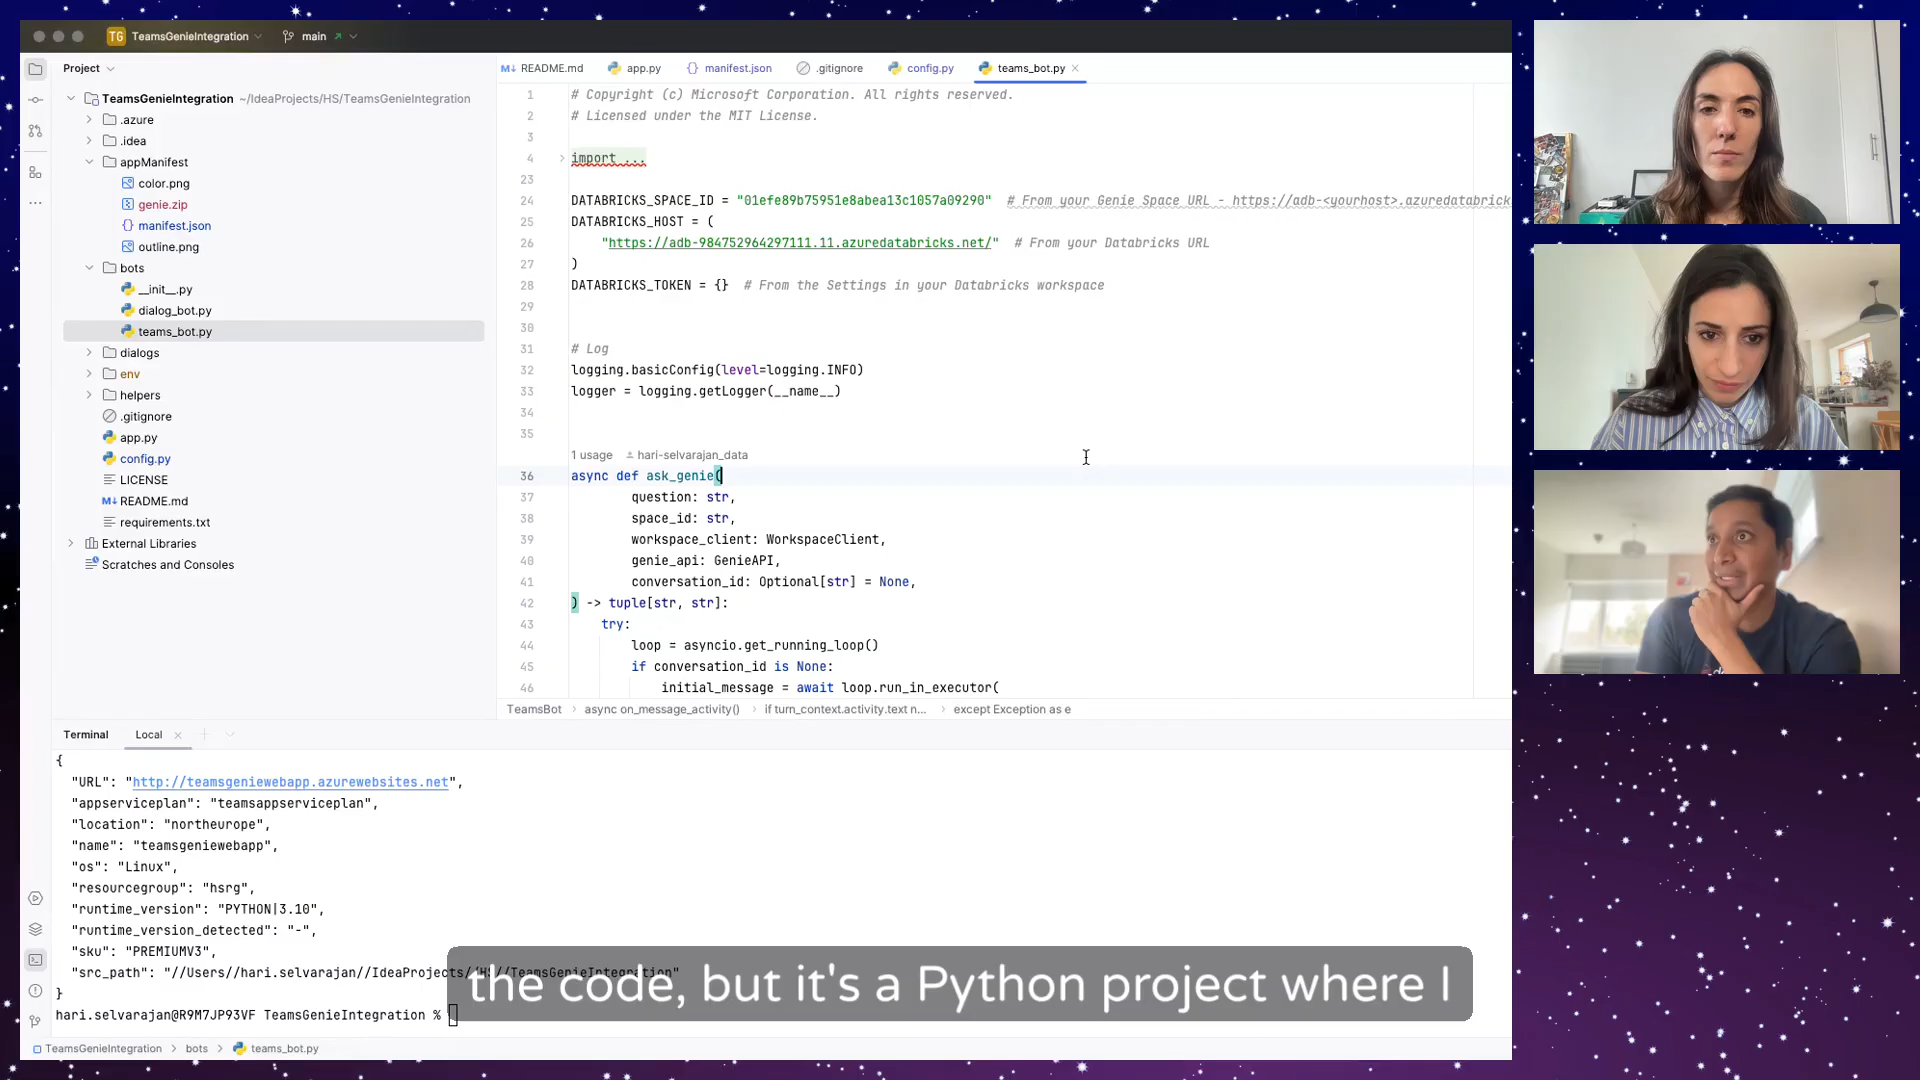 TG TeamsGenieIntegration main
Project
TeamsGenieIntegration ~/IdeaProjects/HS/TeamsGenieIntegration
.azure
.idea
appManifest
color.png
genie.zip
manifest.json
outline.png
bots
__init__.py
dialog_bot.py
teams_bot.py
dialogs
env
helpers
.gitignore
app.py
config.py
LICENSE
README.md
requirements.txt
External Libraries
Scratches and Consoles
README.md app.py manifest.json .gitignore config.py teams_bot.py
1 # Copyright (c) Microsoft Corporation. All rights reserved.
2 # Licensed under the MIT License.
3
4 import ...
23
24 DATABRICKS_SPACE_ID = "01efe89b75951e8abea13c1057a09290" # From your Genie Space URL - https://adb-<yourhost>.azuredatabrick
25 DATABRICKS_HOST = (
26 "https://adb-984752964297111.11.azuredatabricks.net/" # From your Databricks URL
27 )
28 DATABRICKS_TOKEN = {} # From the Settings in your Databricks workspace
29
30
31 # Log
32 logging.basicConfig(level=logging.INFO)
33 logger = logging.getLogger(__name__)
34
35
1 usage hari-selvarajan_data
36 async def ask_genie(
37 question: str,
38 space_id: str,
39 workspace_client: WorkspaceClient,
40 genie_api: GenieAPI,
41 conversation_id: Optional[str] = None,
42 ) -> tuple[str, str]:
43 try:
44 loop = asyncio.get_running_loop()
45 if conversation_id is None:
46 initial_message = await loop.run_in_executor(
TeamsBot > async on_message_activity() > if turn_context.activity.text n... > except Exception as e
Terminal Local
{
"URL": "http://teamsgeniewebapp.azurewebsites.net",
"appserviceplan": "teamsappserviceplan",
"location": "northeurope",
"name": "teamsgeniewebapp",
"os": "Linux",
"resourcegroup": "hsrg",
"runtime_version": "PYTHON|3.10",
"runtime_version_detected": "-",
"sku": "PREMIUMV3",
"src_path": "//Users//hari.selvarajan//IdeaProjects//HS//TeamsGenieIntegration"
}
hari.selvarajan@R9M7JP93VF TeamsGenieIntegration %
the code, but it's a Python project where I
TeamsGenieIntegration > bots > teams_bot.py